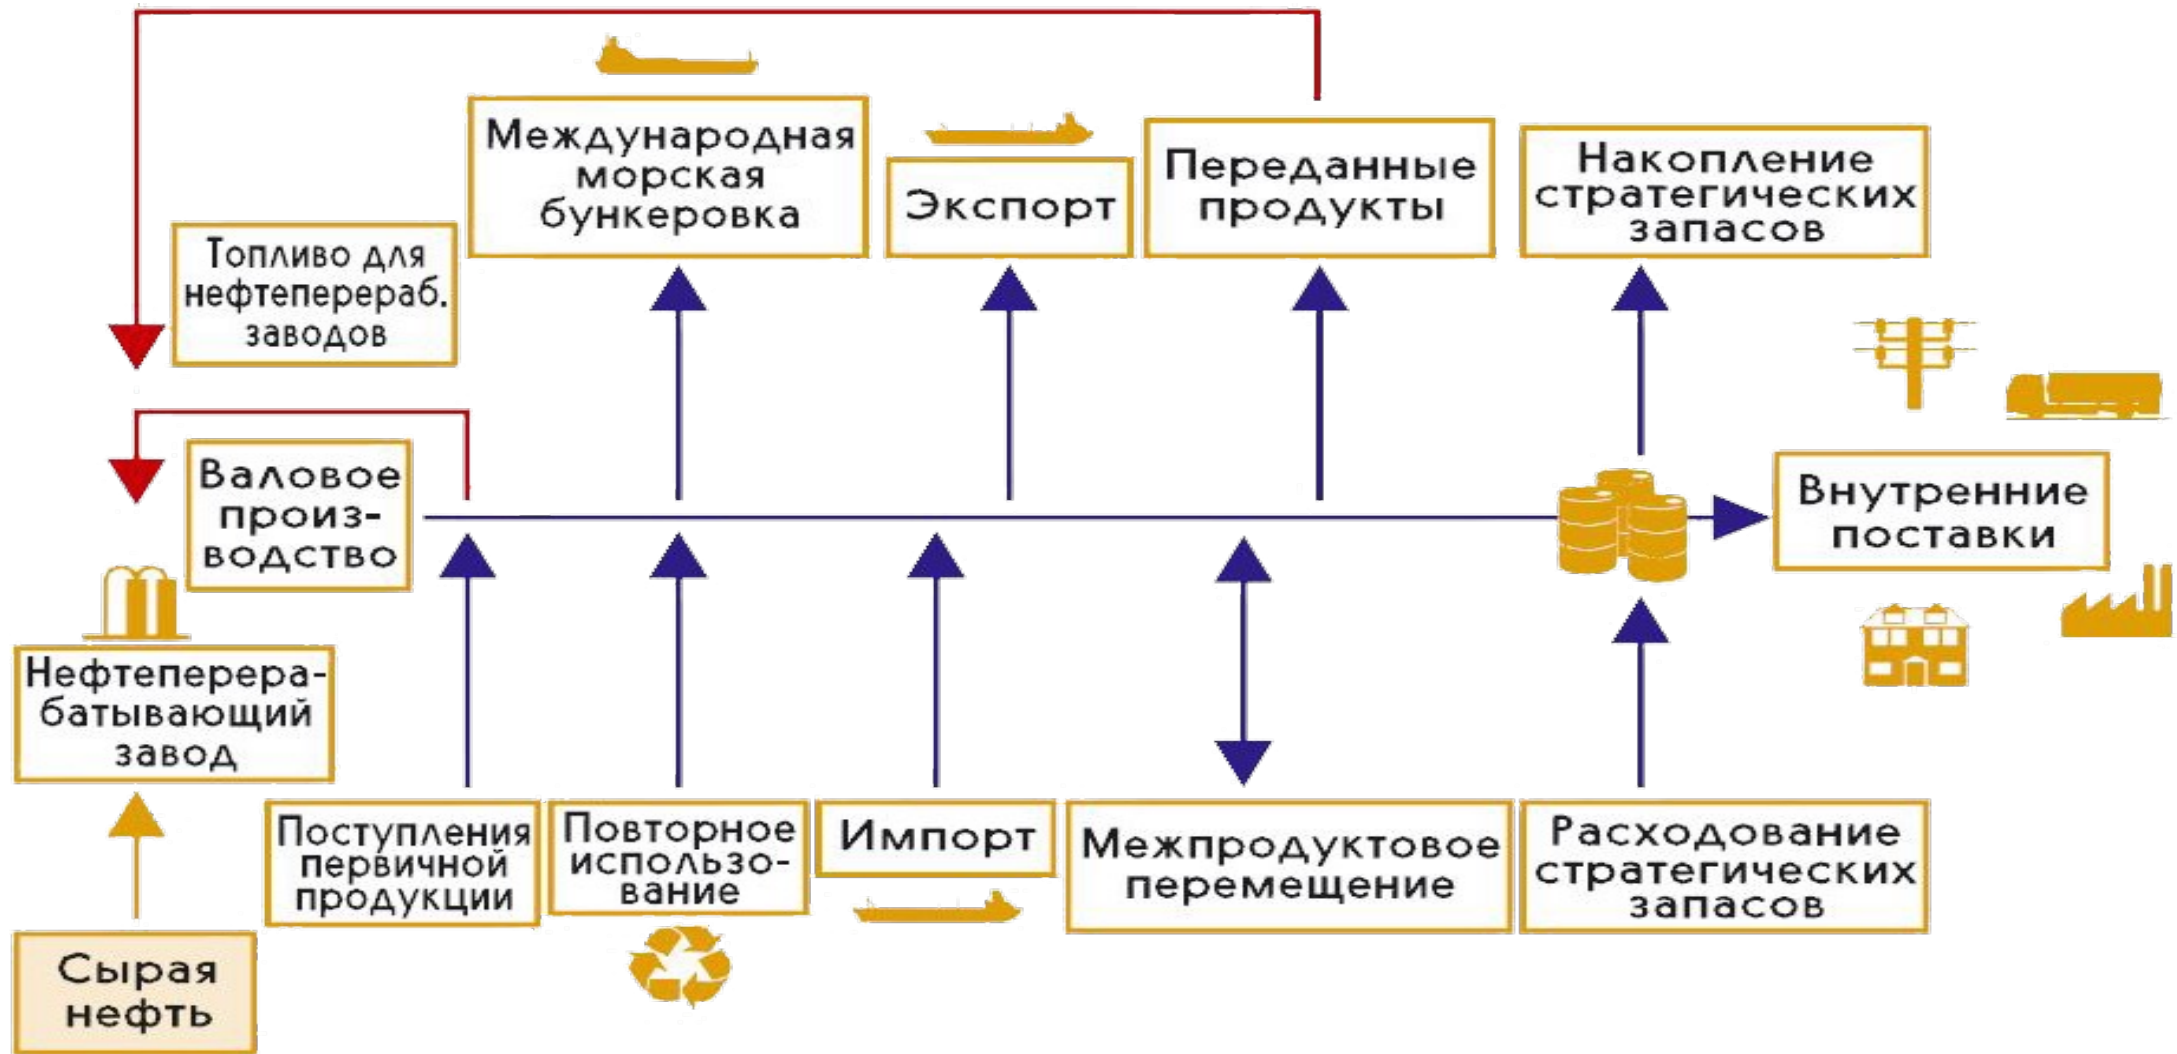 Международная
морская
бункеровка
Экспорт
Переданные
продукты
Накопление
стратегических
запасов
Топливо для
нефтеперераб.
заводов
Валовое
произ-
водство
Внутренние
поставки
Нефтеперера-
батывающий
завод
Поступления
первичной
продукции
Повторное
использо-
вание
Импорт
Межпродуктовое
перемещение
Расходование
стратегических
запасов
Сырая
нефть